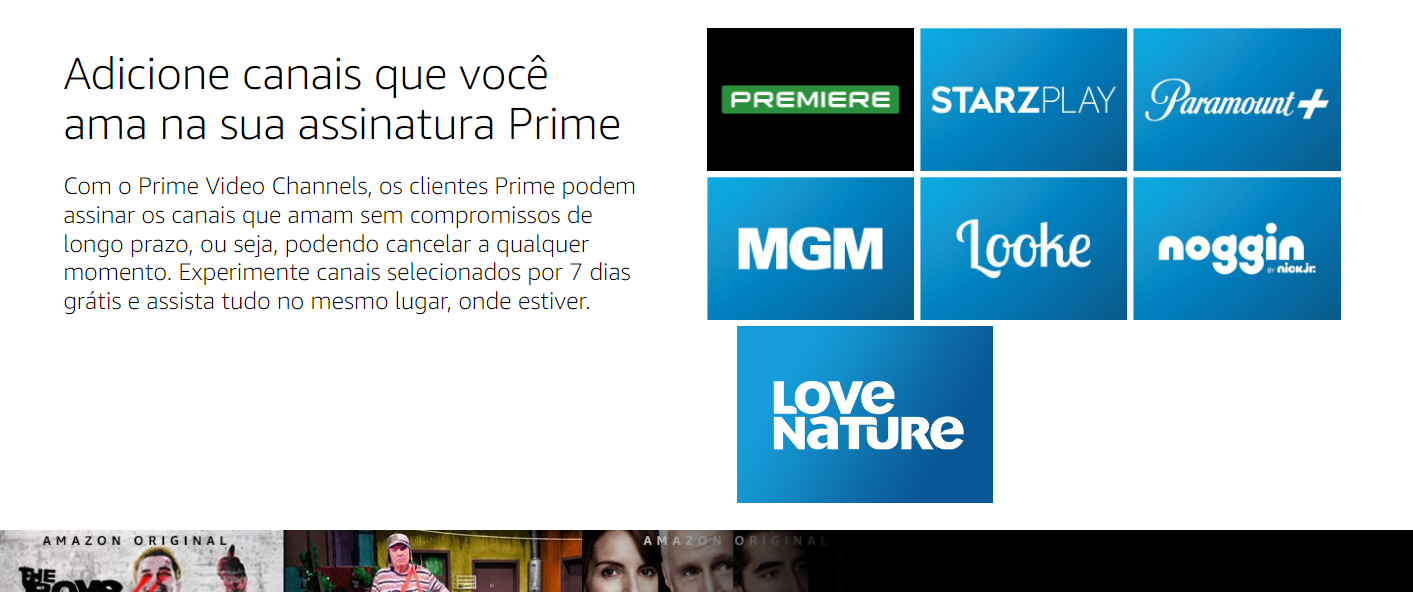 Adicione canais que você
ama na sua assinatura Prime
Com o Prime Video Channels, os clientes Prime podem
assinar os canais que amam sem compromissos de
longo prazo, ou seja, podendo cancelar a qualquer
momento. Experimente canais selecionados por 7 dias
grátis e assista tudo no mesmo lugar, onde estiver.
PREMIERE
STARZPLAY
Paramount+
MGM
Looke
noggin
BY nick jr.
LOVE
NATURE
AMAZON ORIGINAL
THE
BOYS
AMAZON ORIGINAL